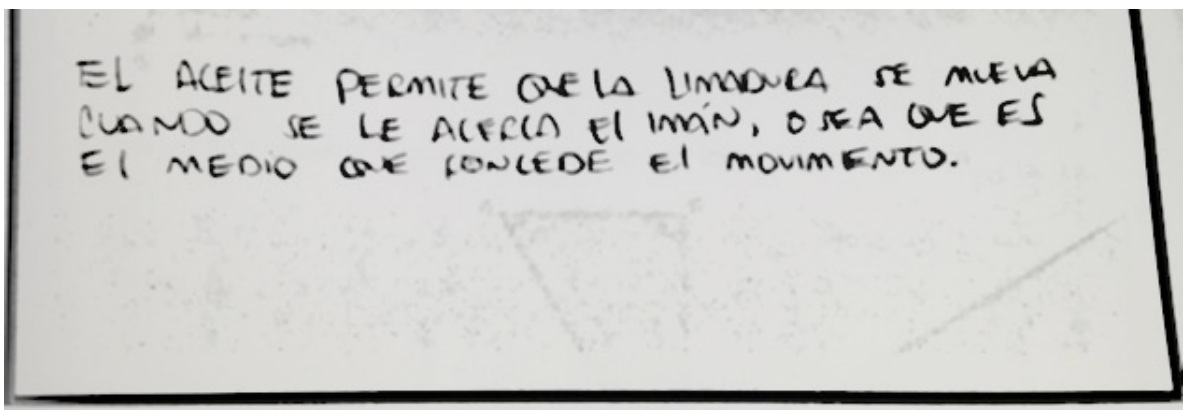 EL ACEITE PERMITE QUE LA LIMADURA SE MUEVA
CUANDO SE LE ACERCA El IMÁN, O SEA QUE ES
El MEDIO QUE CONCEDE El MOVIMENTO.